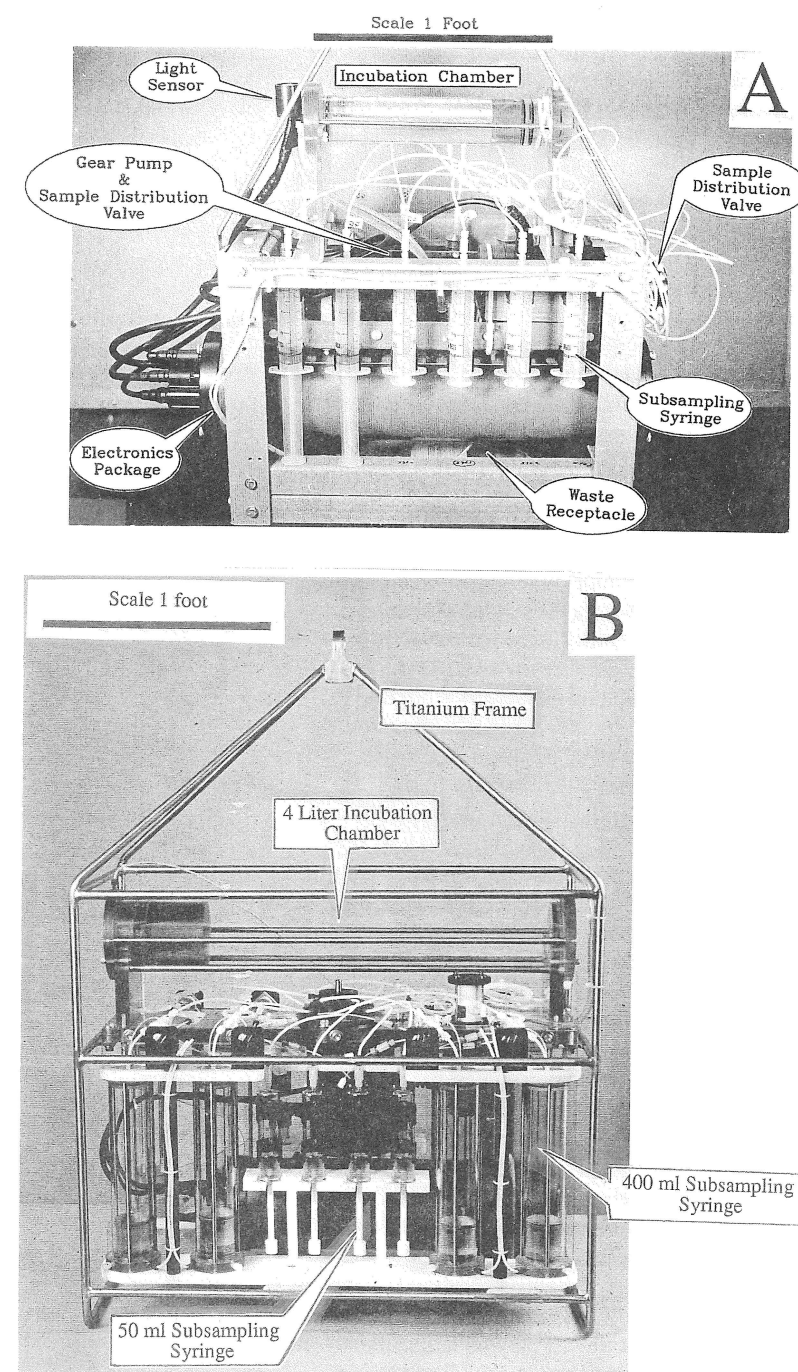 Scale 1 Foot
A
Light
Sensor
Incubation Chamber
Gear Pump
&
Sample Distribution
Valve
Sample
Distribution
Valve
Subsampling
Syringe
Electronics
Package
Waste
Receptacle
Scale 1 foot
B
Titanium Frame
4 Liter Incubation
Chamber
400 ml Subsampling
Syringe
50 ml Subsampling
Syringe